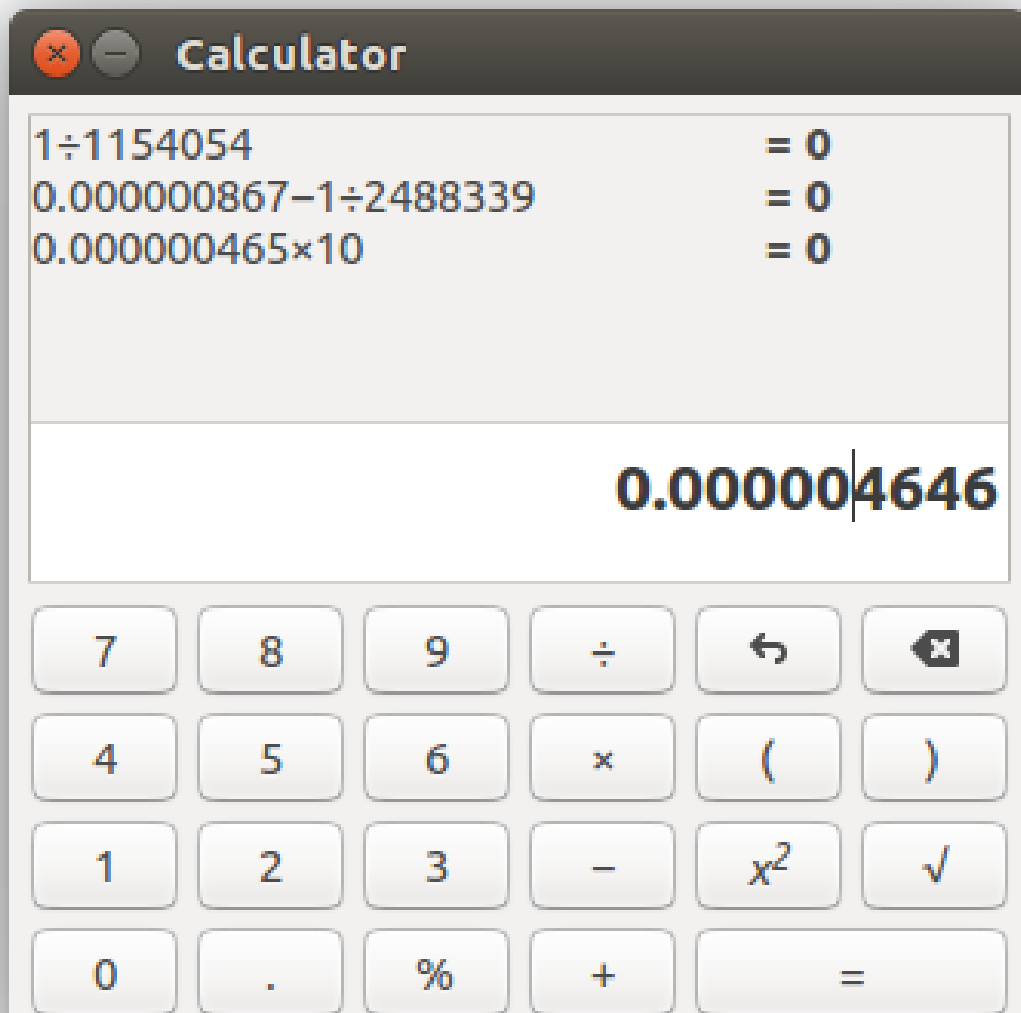 Calculator
1÷1154054 = 0
0.000000867−1÷2488339 = 0
0.000000465×10 = 0
0.000004646
7 8 9 ÷
4 5 6 × ( )
1 2 3 − x² √
0 . % + =